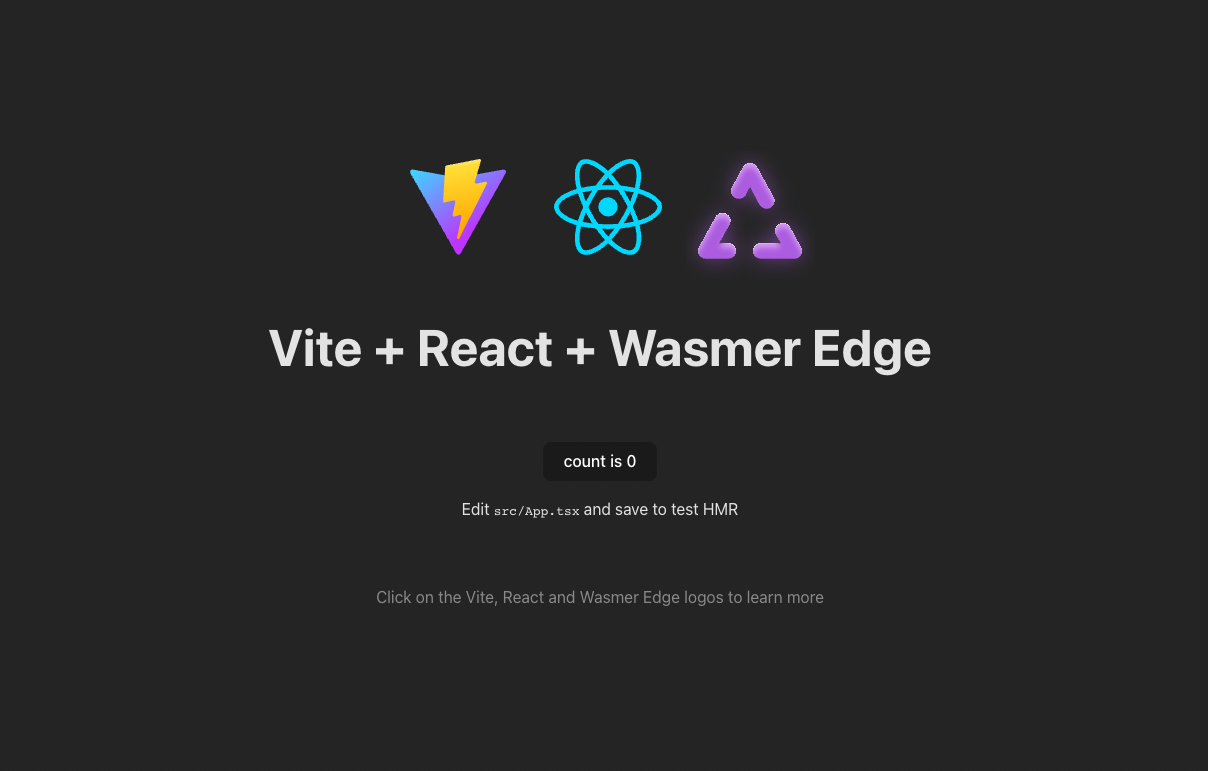 Vite + React + Wasmer Edge
count is 0
Edit src/App.tsx and save to test HMR
Click on the Vite, React and Wasmer Edge logos to learn more